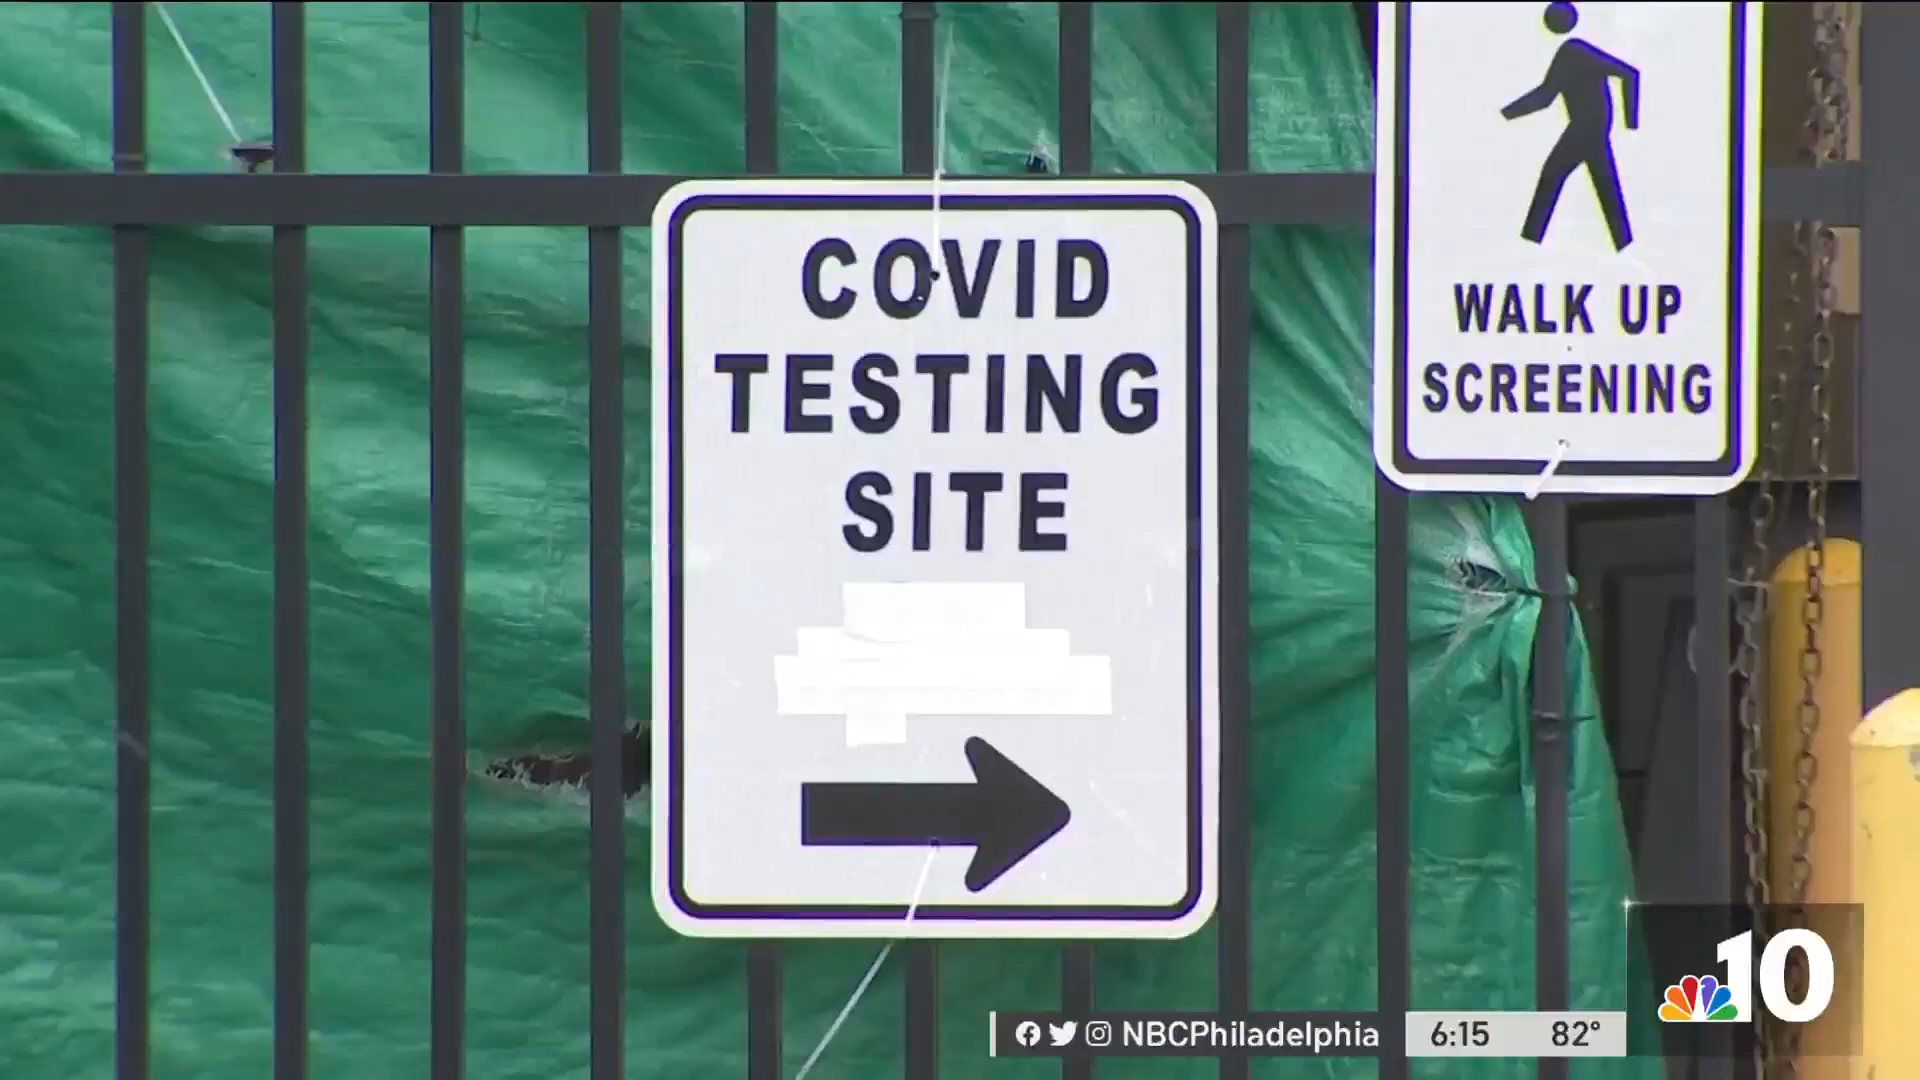 COVID
TESTING
SITE
WALK UP
SCREENING
10
NBCPhiladelphia
6:15 82°